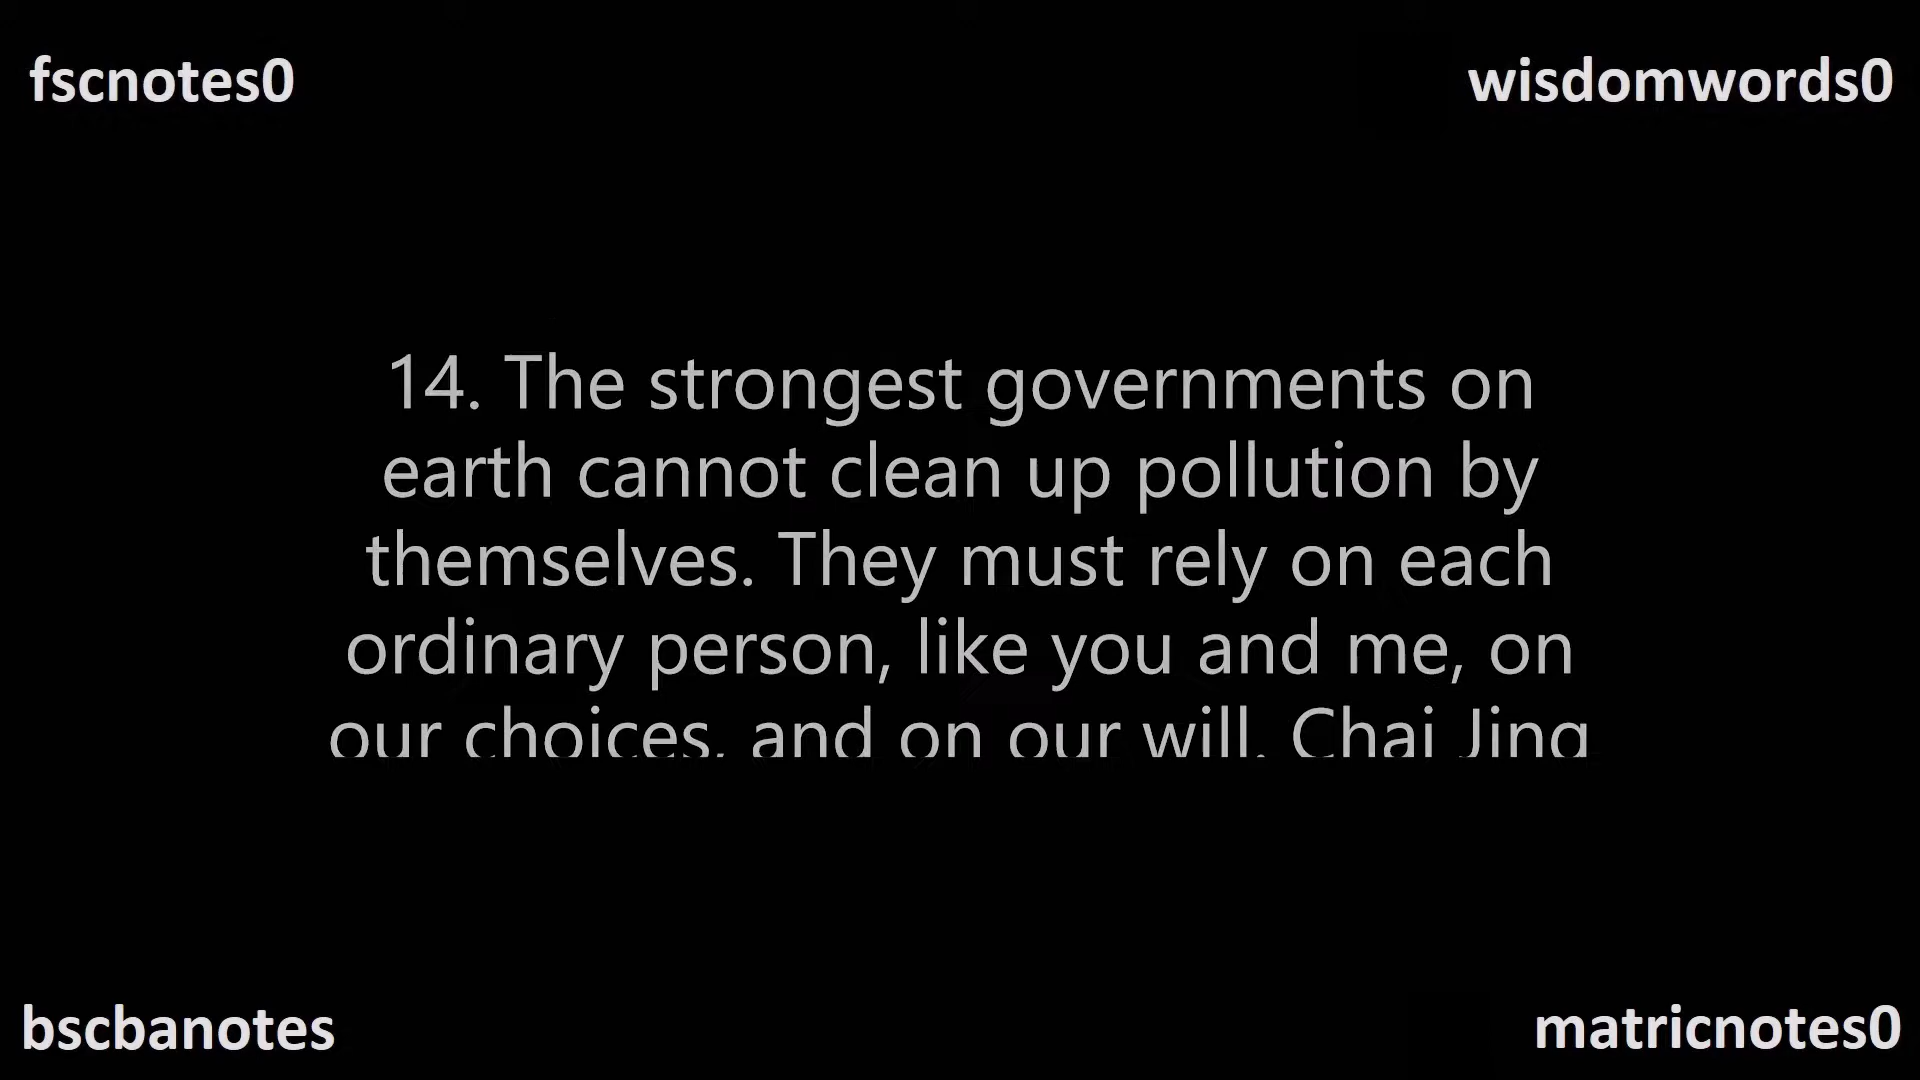 fscnotes0
wisdomwords0
14. The strongest governments on
earth cannot clean up pollution by
themselves. They must rely on each
ordinary person, like you and me, on
our choices, and on our will. Chai Jing
bscbanotes
matricnotes0